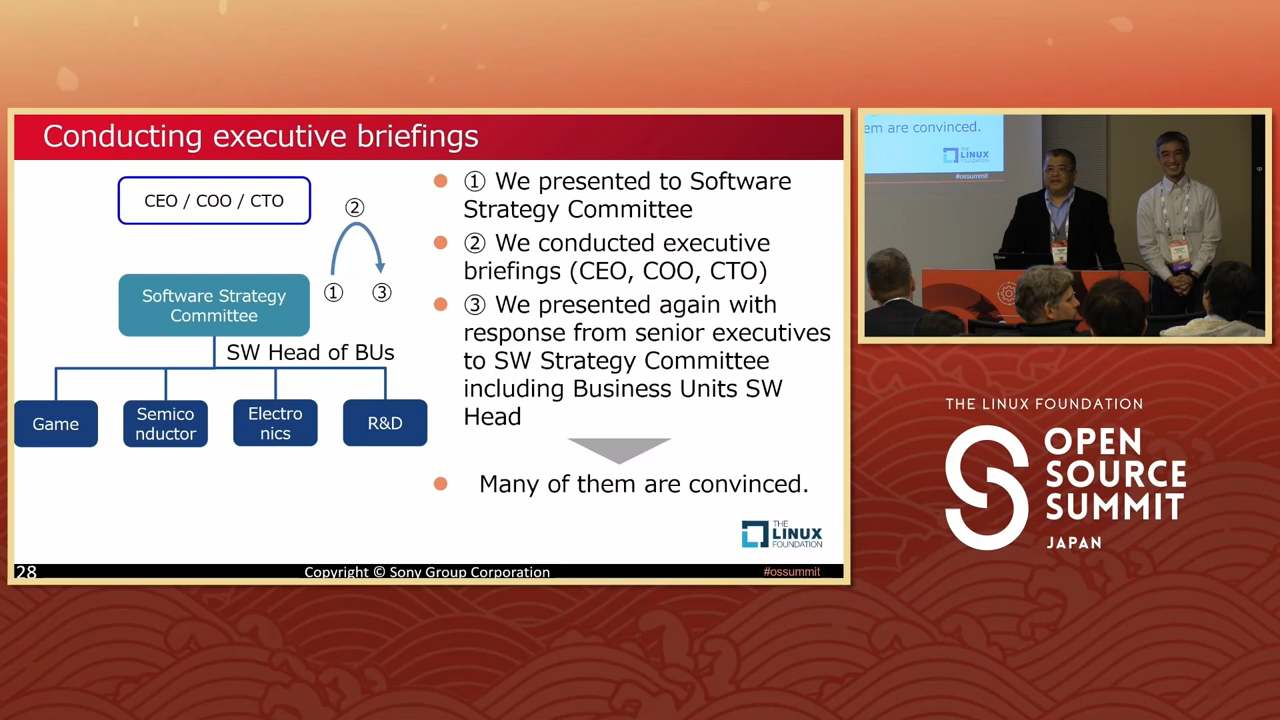 Conducting executive briefings
CEO / COO / CTO
②
①
③
Software Strategy
Committee
SW Head of BUs
Game
Semico
nductor
Electro
nics
R&D
① We presented to Software
Strategy Committee
② We conducted executive
briefings (CEO, COO, CTO)
③ We presented again with
response from senior executives
to SW Strategy Committee
including Business Units SW
Head
Many of them are convinced.
THE
LINUX
FOUNDATION
28
Copyright © Sony Group Corporation
#ossummit
em are convinced.
THE
LINUX
FOUNDATION
#ossummit
THE LINUX FOUNDATION
OPEN
SOURCE
SUMMIT
JAPAN